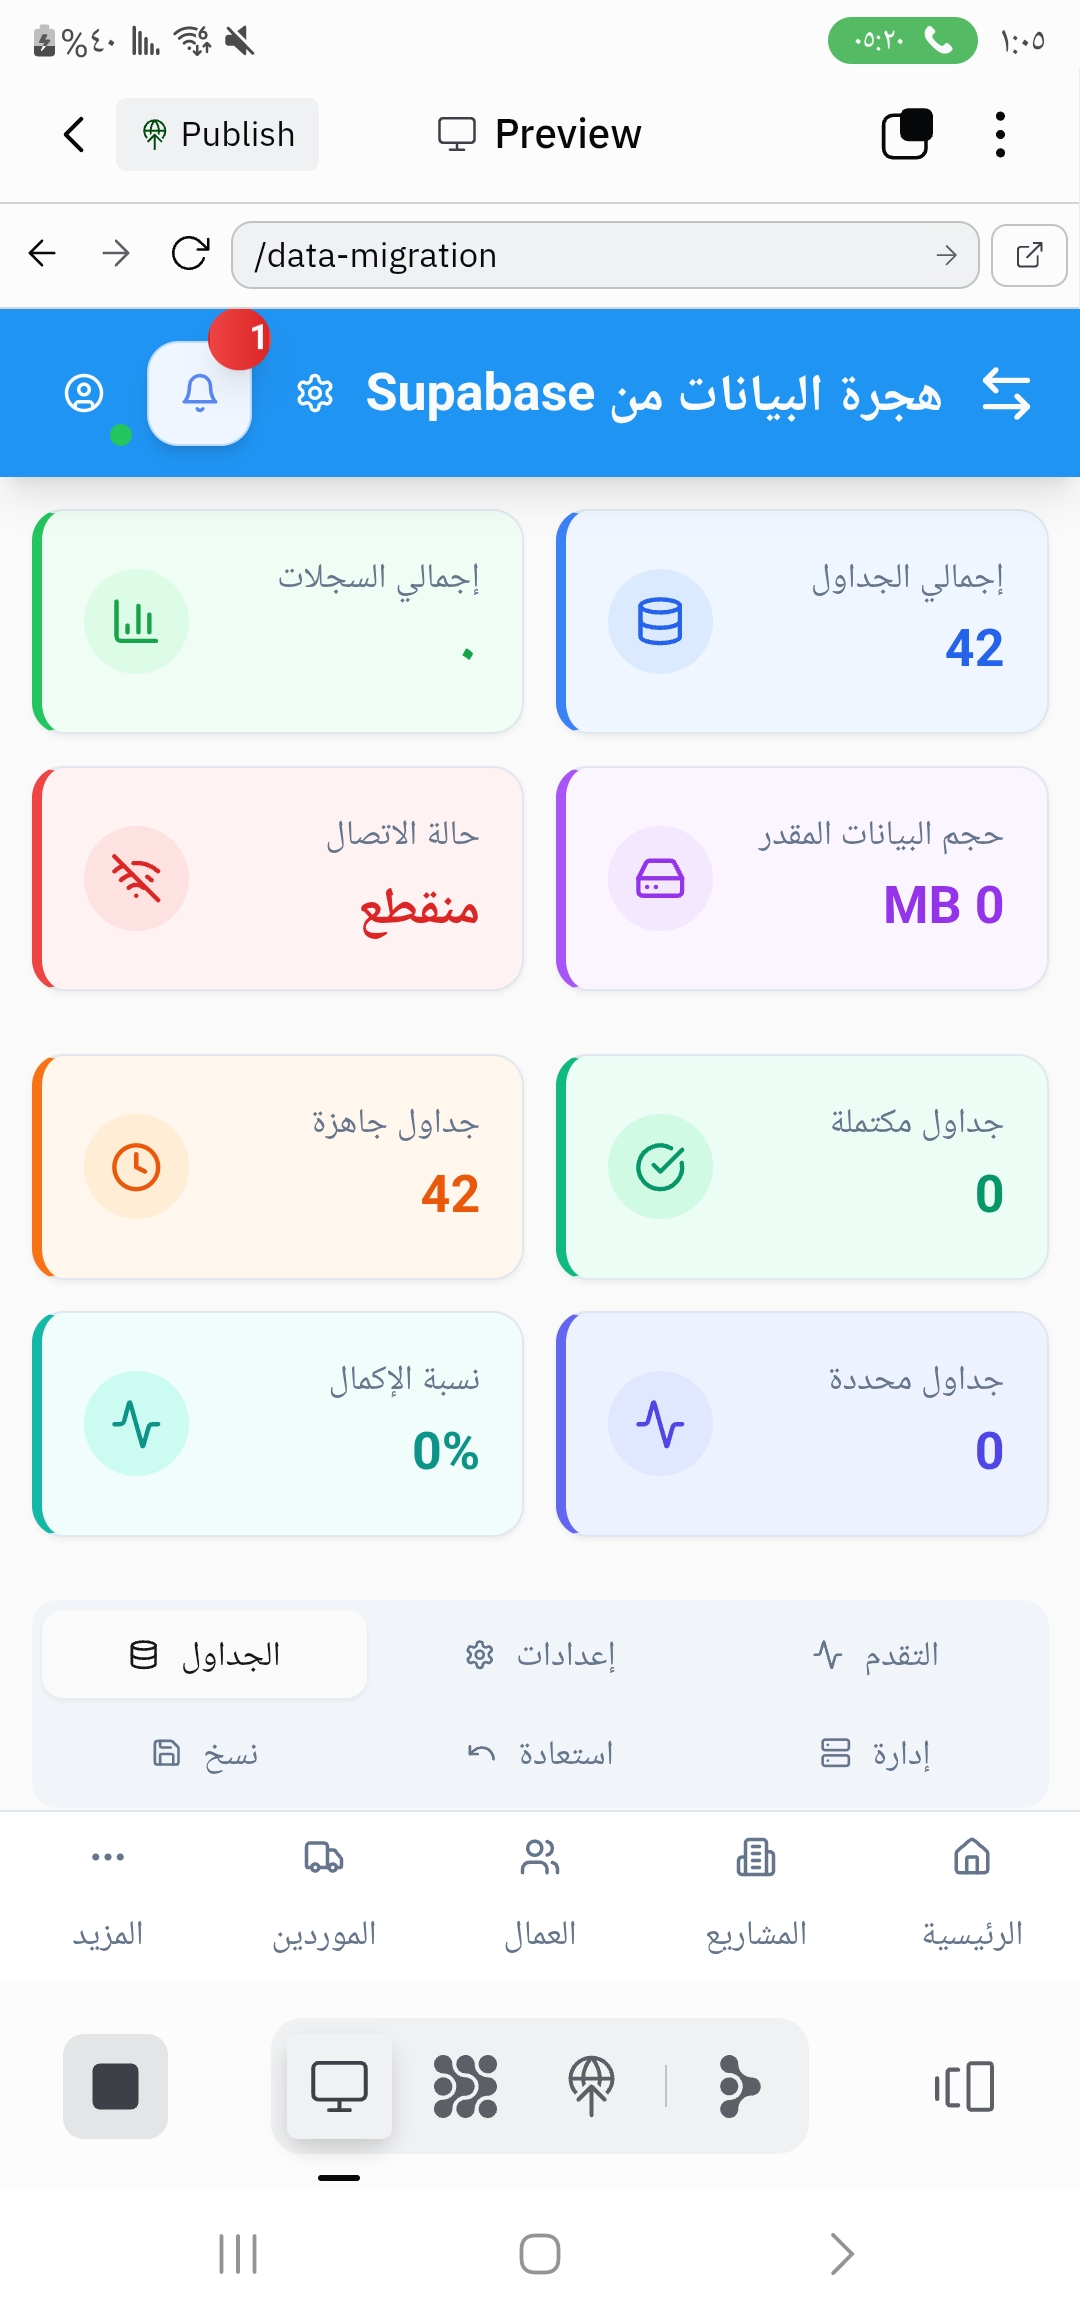 ١:٠٥
٠٥:٢٠
%٤٠
6
Publish
Preview
/data-migration
هجرة البيانات من Supabase
1
إجمالي الجداول
42
إجمالي السجلات
٠
حجم البيانات المقدر
0 MB
حالة الاتصال
منقطع
جداول مكتملة
0
جداول جاهزة
42
جداول محددة
0
نسبة الإكمال
0%
التقدم
إعدادات
الجداول
إدارة
استعادة
نسخ
الرئيسية
المشاريع
العمال
الموردين
المزيد